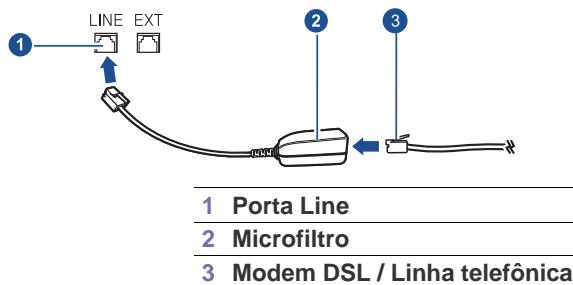 LINE EXT
1 2 3
1 Porta Line
2 Microfiltro
3 Modem DSL / Linha telefônica